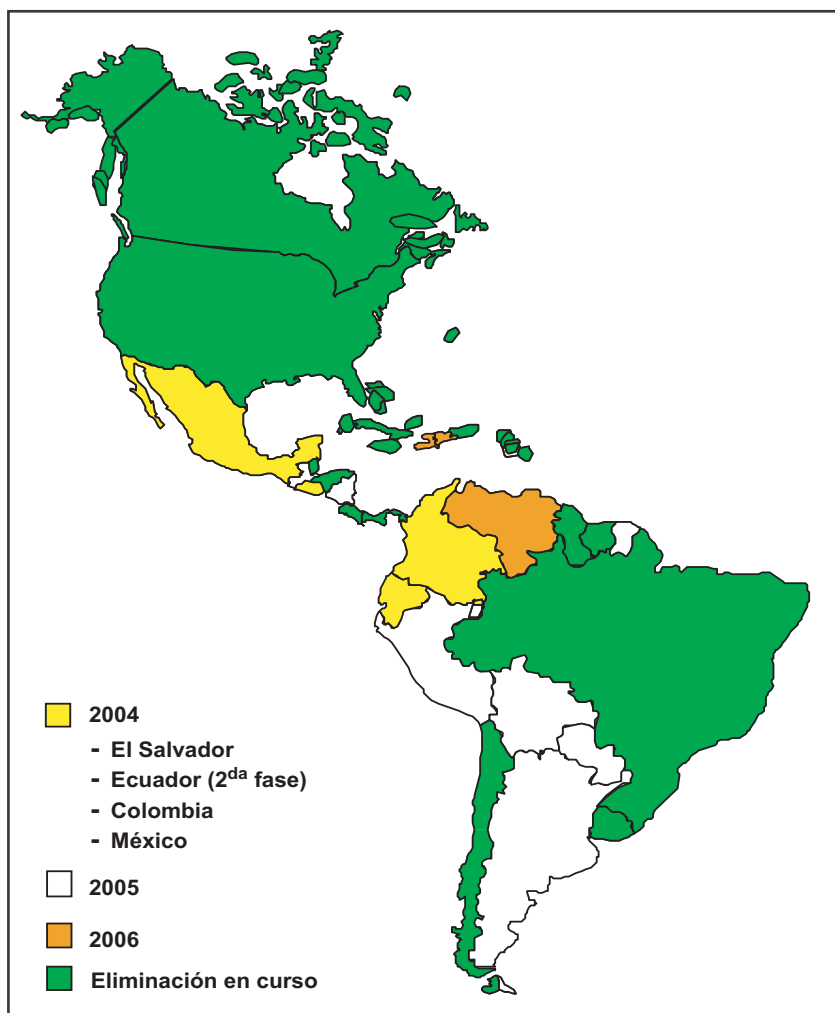 2004
- El Salvador
- Ecuador (2da fase)
- Colombia
- México
2005
2006
Eliminación en curso